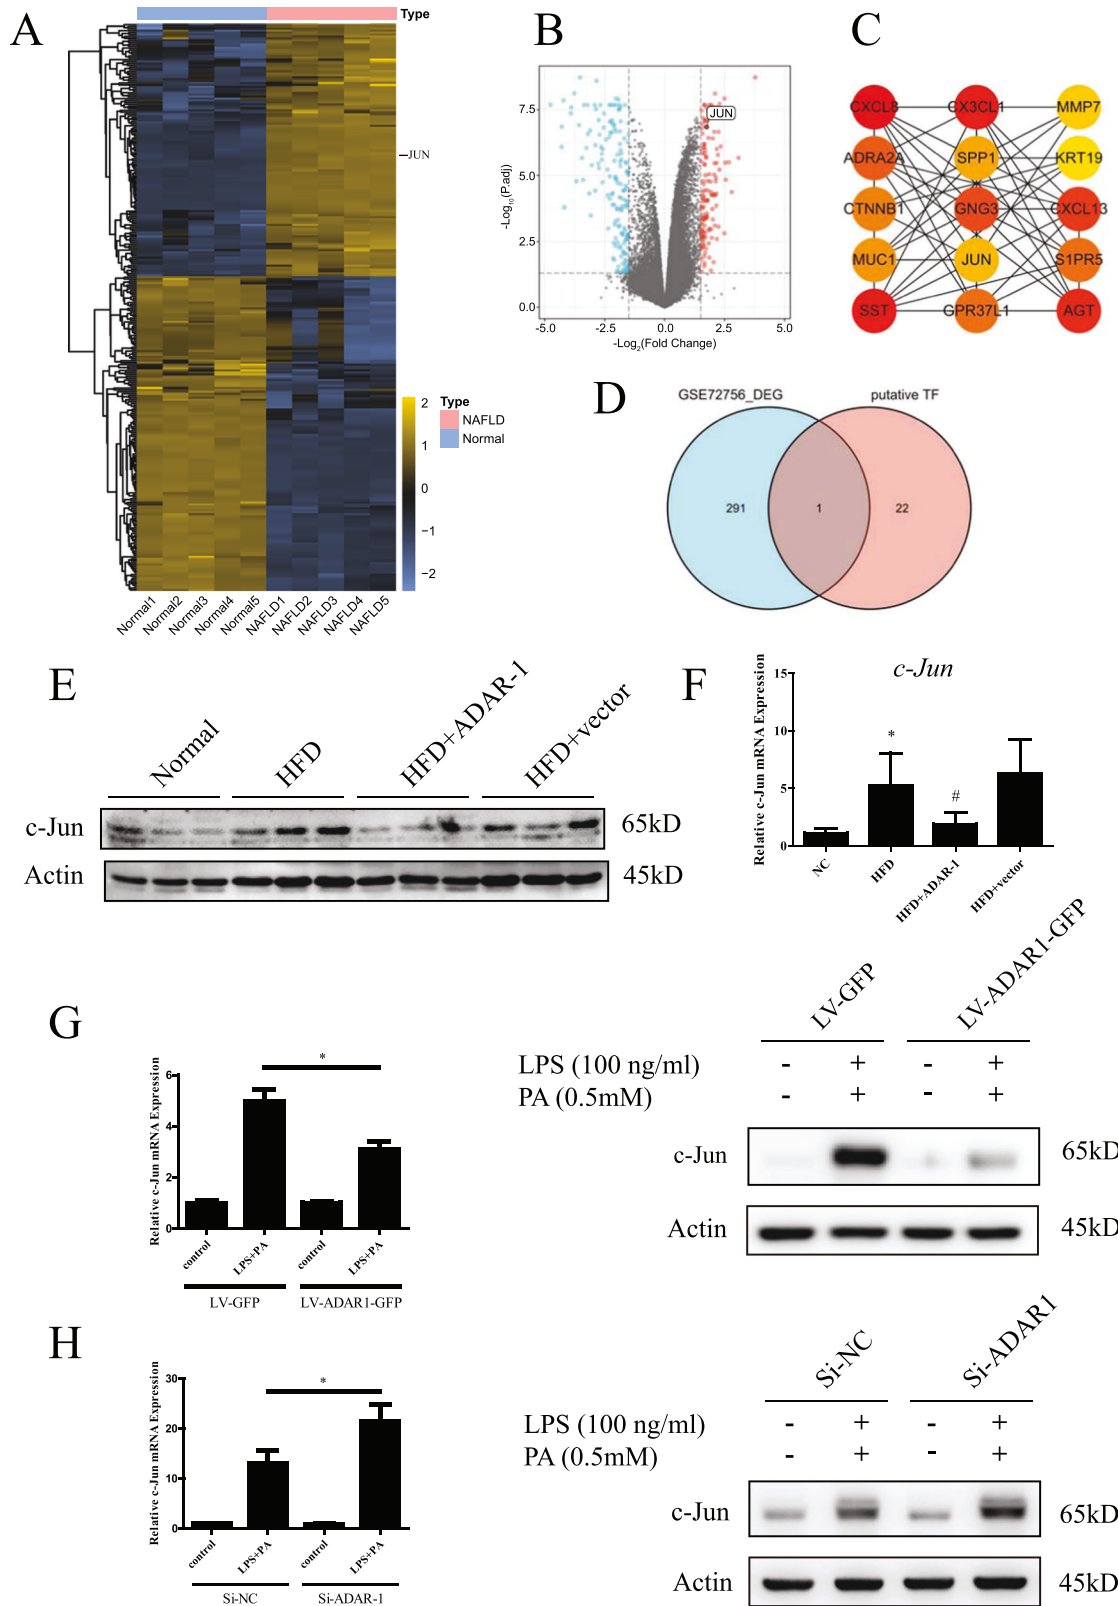 A
Type
JUN
Type
NAFLD
Normal
2
1
0
−1
−2
Normal1
Normal2
Normal3
Normal4
Normal5
NAFLD1
NAFLD2
NAFLD3
NAFLD4
NAFLD5
B
-Log10(P.adj)
7.5
5.0
2.5
0.0
JUN
-5.0 -2.5 0.0 2.5 5.0
-Log2(Fold Change)
C
CXCL8 CX3CL1 MMP7
ADRA2A SPP1 KRT19
CTNNB1 GNG3 CXCL13
MUC1 JUN S1PR5
SST GPR37L1 AGT
D
GSE72756_DEG putative TF
291 1 22
E
Normal HFD HFD+ADAR-1 HFD+vector
c-Jun 65kD
Actin 45kD
F
c-Jun
Relative c-Jun mRNA Expression
15
10
5
0
* #
NC HFD HFD+ADAR-1 HFD+vector
G
Relative c-Jun mRNA Expression
6
4
2
0
*
control LPS+PA control LPS+PA
LV-GFP LV-ADAR1-GFP
LV-GFP LV-ADAR1-GFP
LPS (100 ng/ml) - + - +
PA (0.5mM) - + - +
c-Jun 65kD
Actin 45kD
H
Relative c-Jun mRNA Expression
30
20
10
0
*
control LPS+PA control LPS+PA
Si-NC Si-ADAR-1
Si-NC Si-ADAR1
LPS (100 ng/ml) - + - +
PA (0.5mM) - + - +
c-Jun 65kD
Actin 45kD